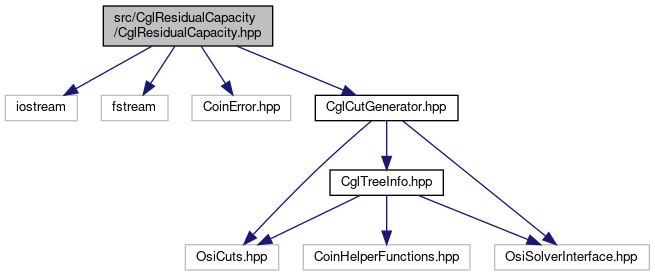 src/CglResidualCapacity
/CglResidualCapacity.hpp
iostream
fstream
CoinError.hpp
CglCutGenerator.hpp
CglTreeInfo.hpp
OsiCuts.hpp
CoinHelperFunctions.hpp
OsiSolverInterface.hpp